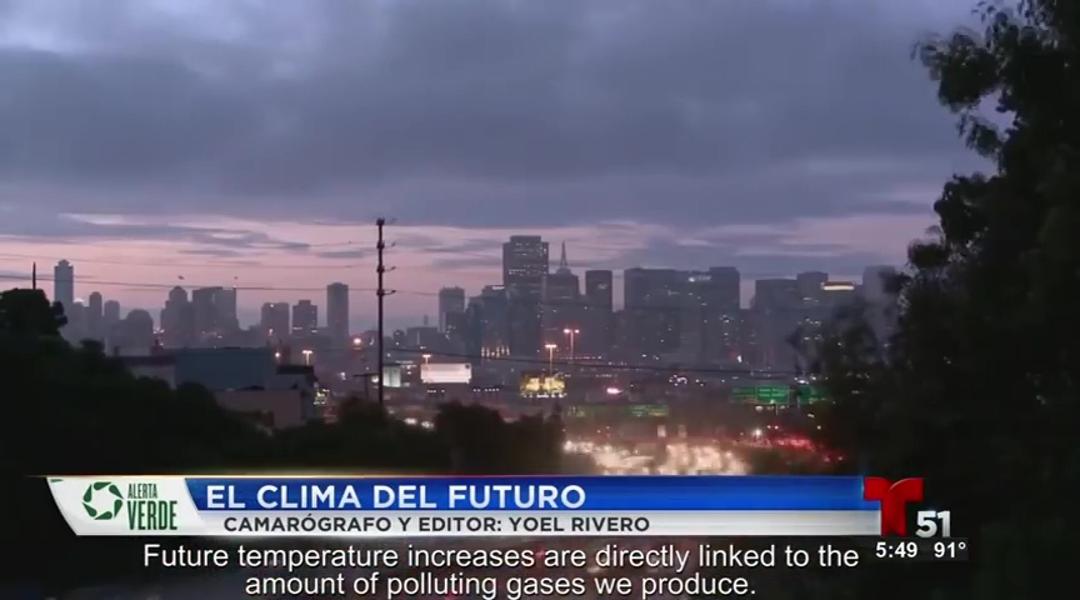 ALERTA
VERDE
EL CLIMA DEL FUTURO
CAMARÓGRAFO Y EDITOR: YOEL RIVERO
51
5:49 91°
Future temperature increases are directly linked to the
amount of polluting gases we produce.